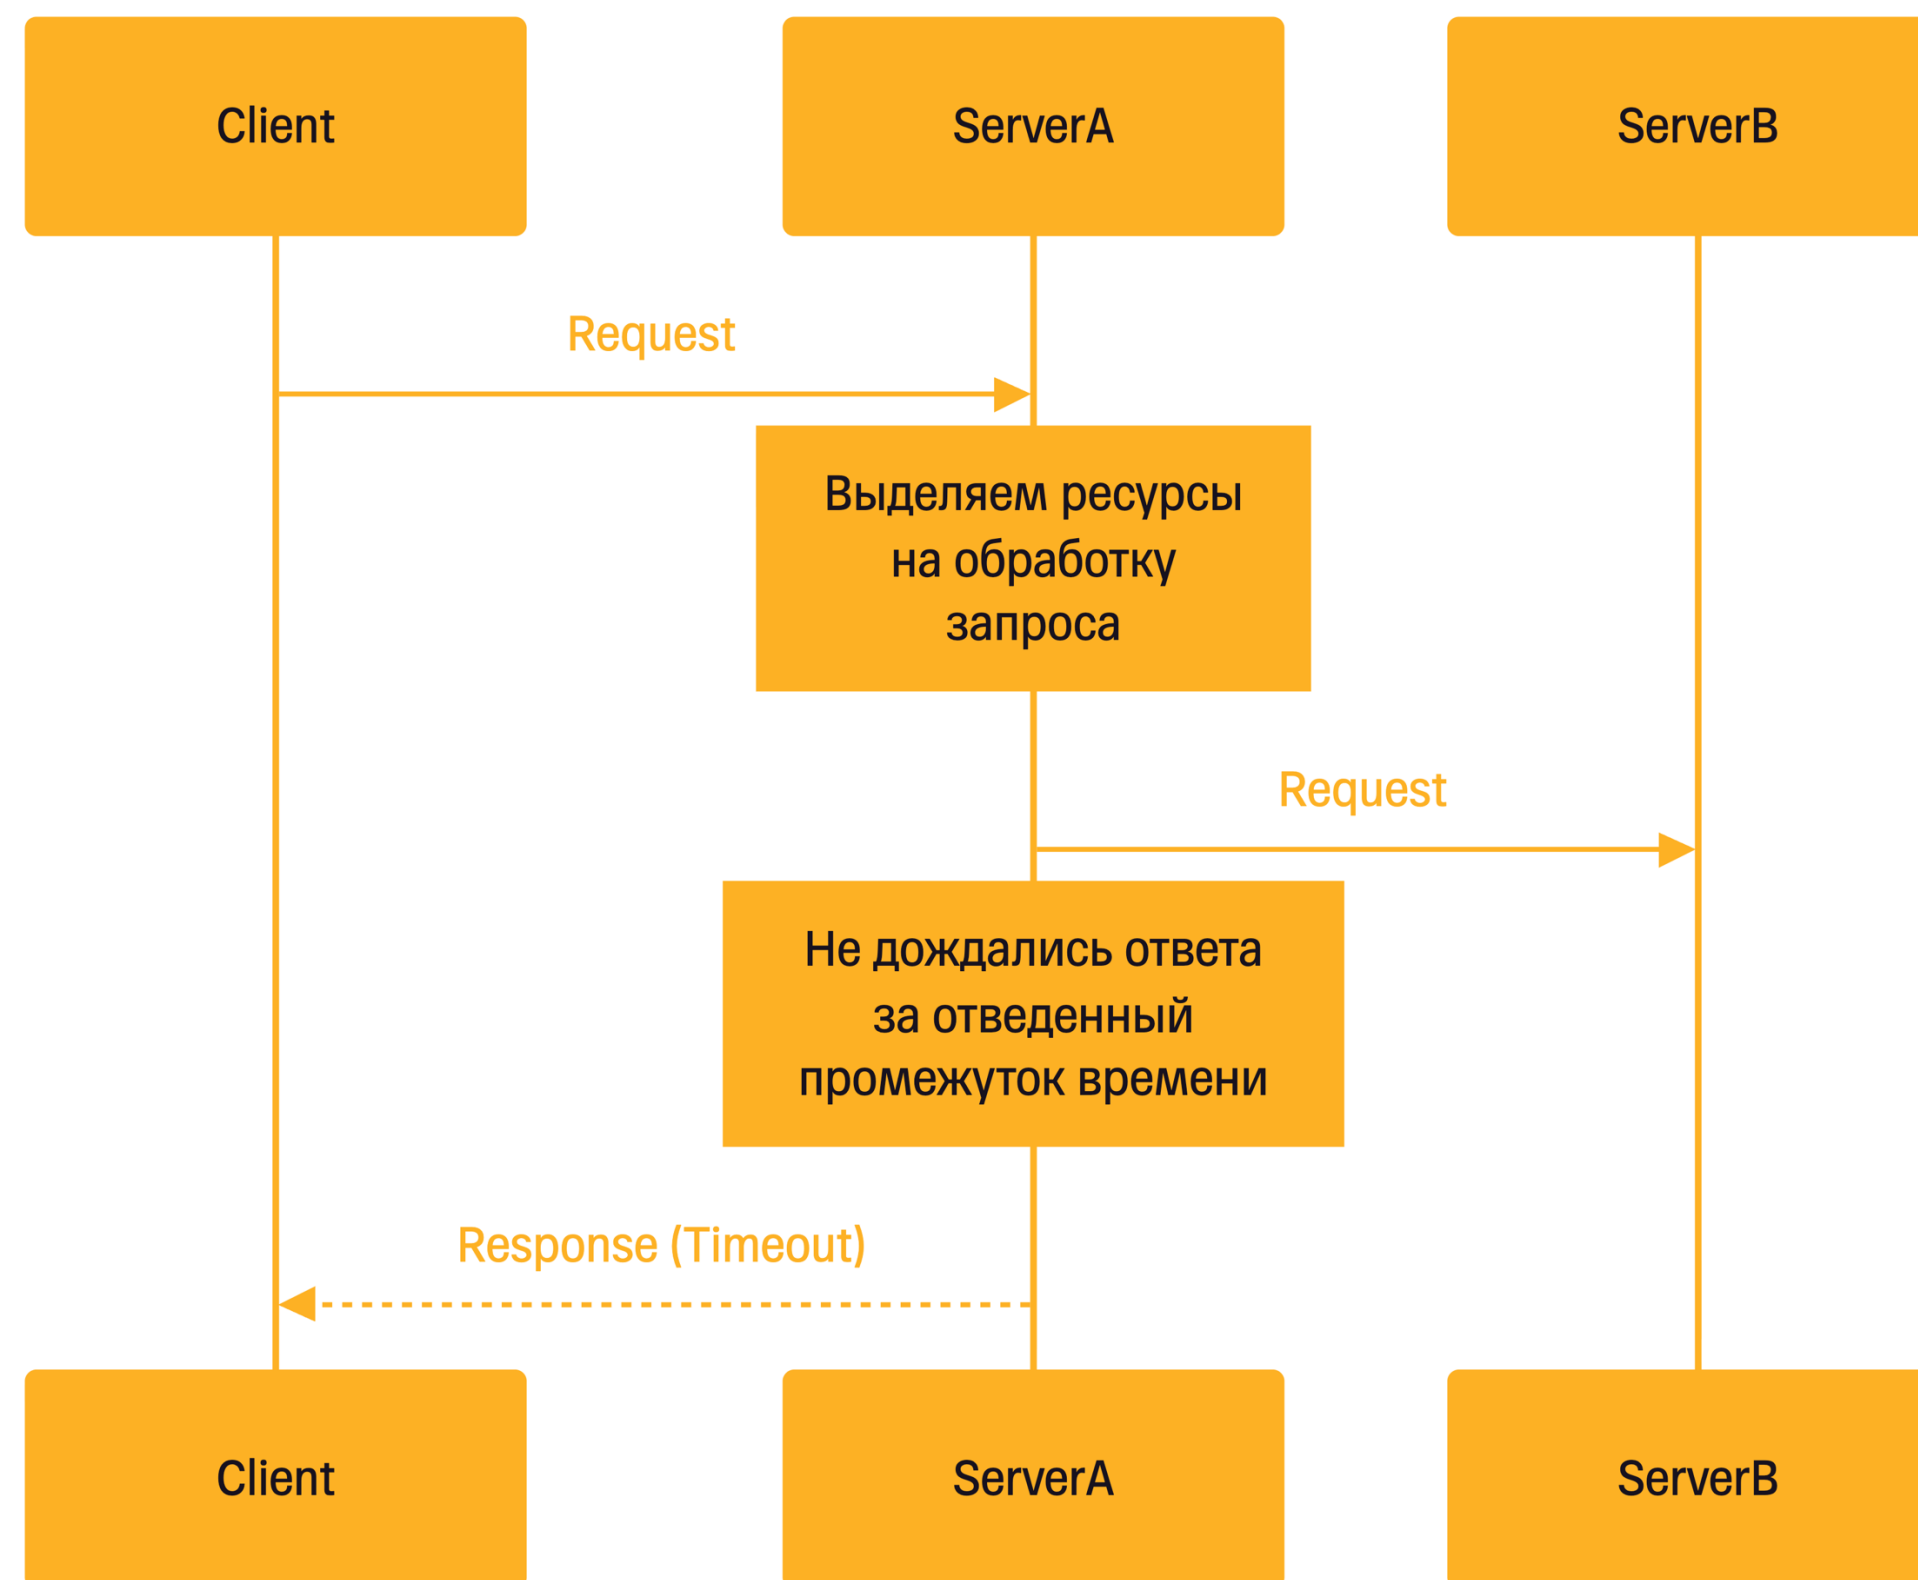 Client
ServerA
ServerB
Request
Выделяем ресурсы
на обработку
запроса
Request
Не дождались ответа
за отведенный
промежуток времени
Response (Timeout)
Client
ServerA
ServerB